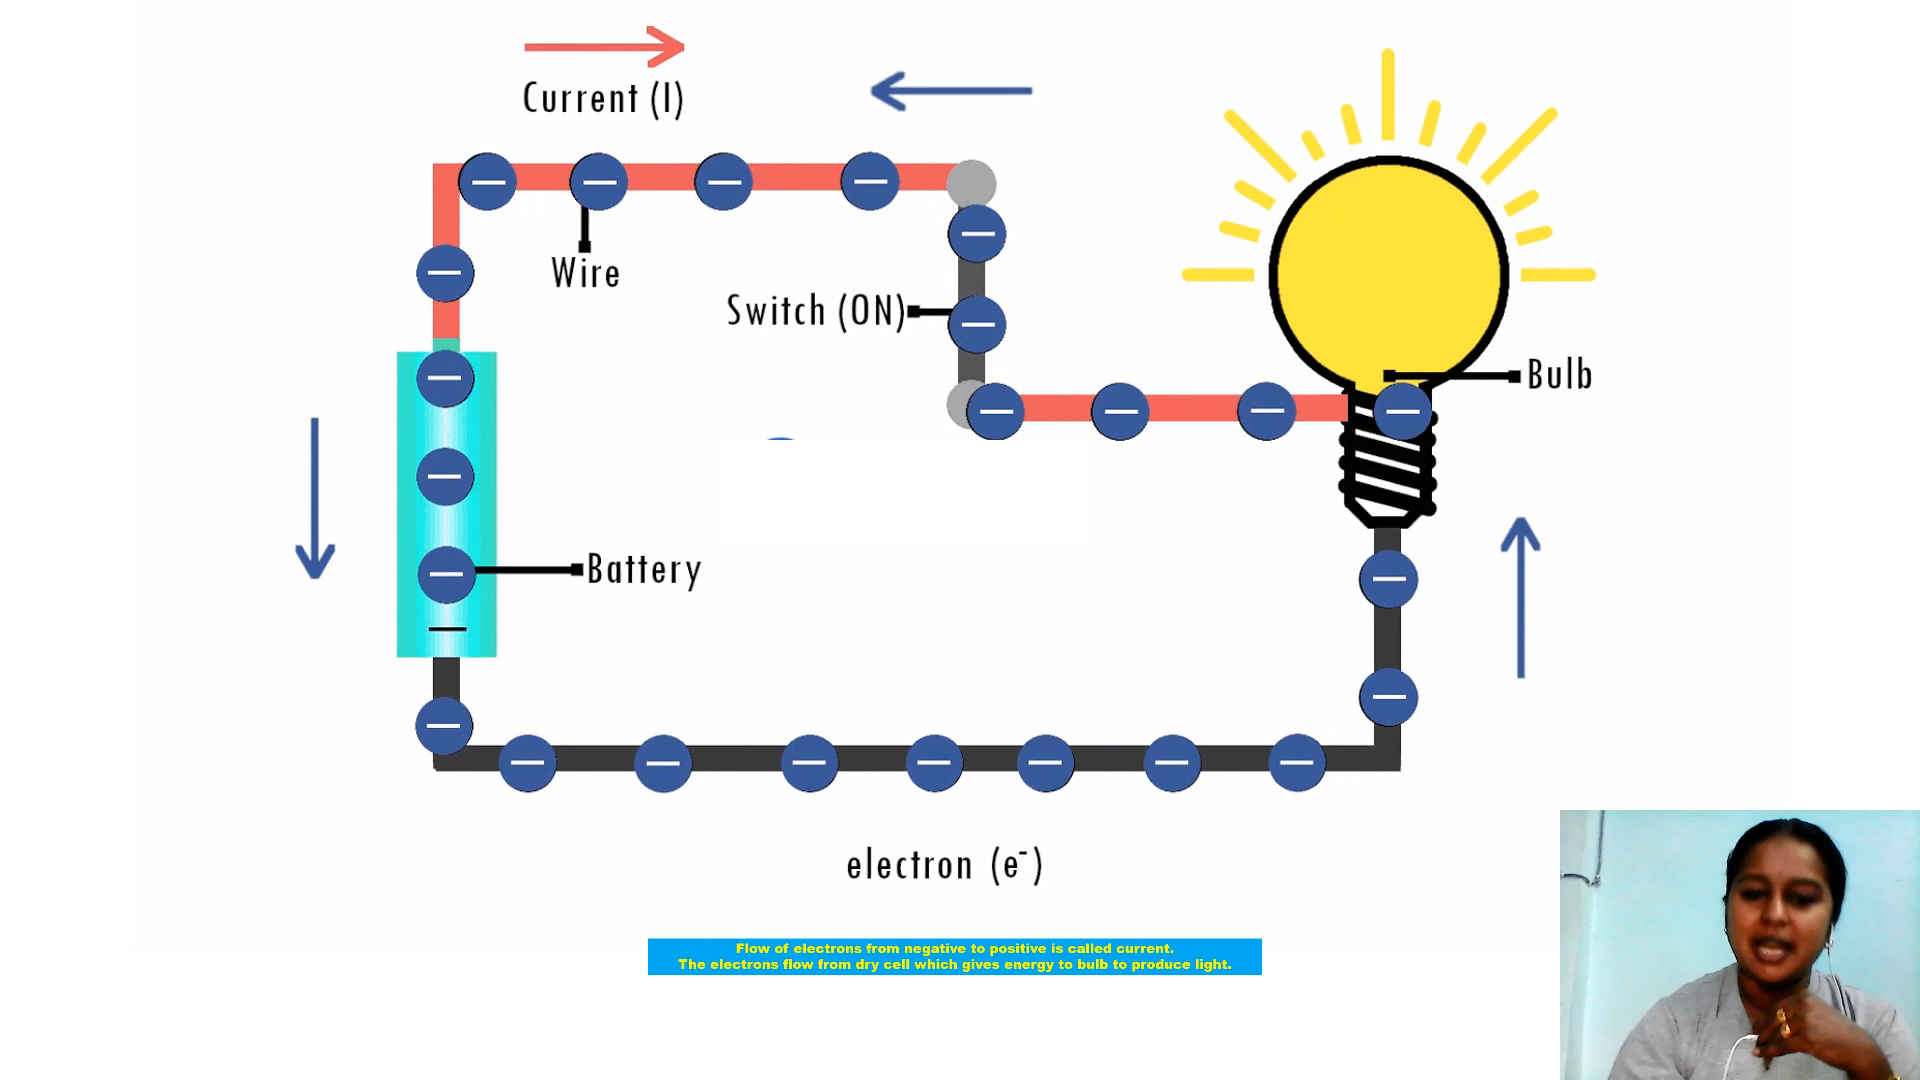 Current (I)
Wire
Switch (ON)
Bulb
Battery
electron (e⁻)
Flow of electrons from negative to positive is called current.
The electrons flow from dry cell which gives energy to bulb to produce light.